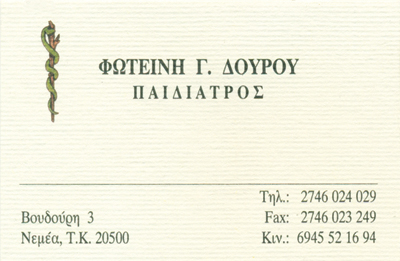 ΦΩΤΕΙΝΗ Γ. ΔΟΥΡΟΥ
ΠΑΙΔΙΑΤΡΟΣ
Τηλ.: 2746 024 029
Βουδούρη 3 Fax: 2746 023 249
Νεμέα, Τ.Κ. 20500 Κιν.: 6945 52 16 94